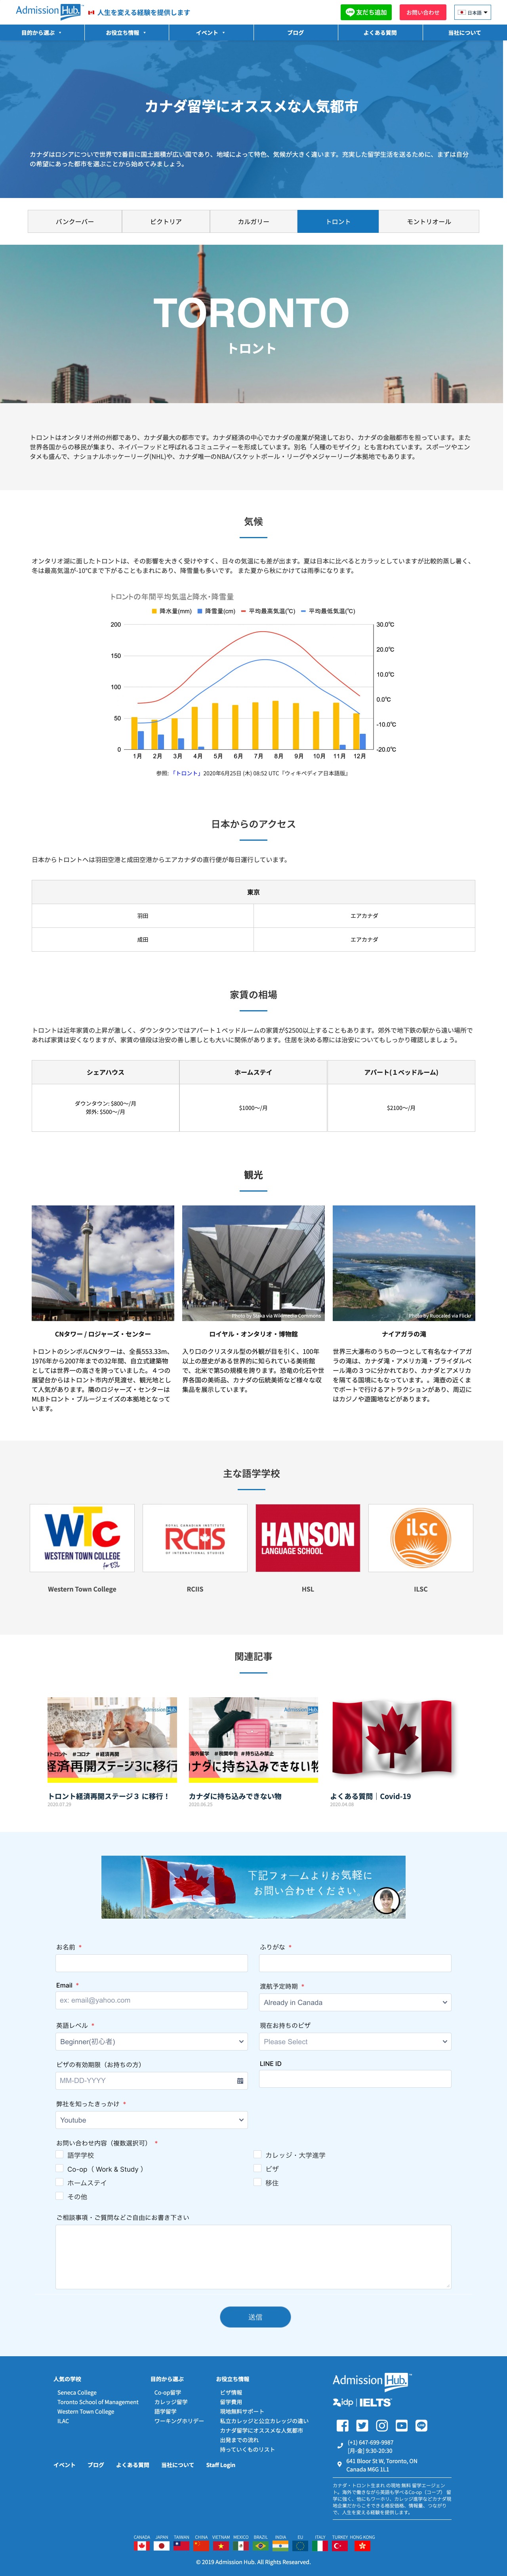 Admission Hub
人生を変える経験を提供します
友だち追加
お問い合わせ
日本語
目的から選ぶ
お役立ち情報
イベント
ブログ
よくある質問
当社について
カナダ留学にオススメな人気都市
カナダはロシアについで世界で2番目に国土面積が広い国であり、地域によって特色、気候が大きく違います。充実した留学生活を送るために、まずは自分
の希望にあった都市を選ぶことから始めてみましょう。
バンクーバー
ビクトリア
カルガリー
トロント
モントリオール
TORONTO
トロント
トロントはオンタリオ州の州都であり、カナダ最大の都市です。カナダ経済の中心でカナダの産業が発達しており、カナダの金融都市を担っています。また
世界各国からの移民が集まり、ネイバーフッドと呼ばれるコミュニティーを形成しています。別名「人種のモザイク」とも言われています。スポーツやエン
タメも盛んで、ナショナルホッケーリーグ(NHL)や、カナダ唯一のNBAバスケットボール・リーグやメジャーリーグ本拠地でもあります。
気候
オンタリオ湖に面したトロントは、その影響を大きく受けやすく、日々の気温にも差が出ます。夏は日本に比べるとカラッとしていますが比較的蒸し暑く、
冬は最高気温が-10℃まで下がることもまれにあり、降雪量も多いです。 また夏から秋にかけては雨季になります。
トロントの年間平均気温と降水・降雪量
降水量(mm) 降雪量(cm) 平均最高気温(℃) 平均最低気温(℃)
200
150
100
50
0
30.0℃
20.0℃
10.0℃
0.0℃
-10.0℃
-20.0℃
1月 2月 3月 4月 5月 6月 7月 8月 9月 10月 11月 12月
参照: 「トロント」2020年6月25日 (木) 08:52 UTC「ウィキペディア日本語版」
日本からのアクセス
日本からトロントへは羽田空港と成田空港からエアカナダの直行便が毎日運行しています。
東京
羽田
エアカナダ
成田
エアカナダ
家賃の相場
トロントは近年家賃の上昇が激しく、ダウンタウンではアパート１ベッドルームの家賃が$2500以上することもあります。郊外で地下鉄の駅から遠い場所で
あれば家賃は安くなりますが、家賃の値段は治安の善し悪しとも大いに関係があります。住居を決める際には治安についてもしっかり確認しましょう。
シェアハウス
ホームステイ
アパート(１ベッドルーム)
ダウンタウン: $800〜/月
郊外: $500〜/月
$1000〜/月
$2100〜/月
観光
Photo by Staka via Wikimedia Commons
Photo by Runceled via Flickr
CNタワー / ロジャーズ・センター
トロントのシンボルCNタワーは、全長553.33m、
1976年から2007年までの32年間、自立式建築物
としては世界一の高さを誇っていました。４つの
展望台からはトロント市内が見渡せ、観光地とし
て人気があります。隣のロジャーズ・センターは
MLBトロント・ブルージェイズの本拠地となって
います。
ロイヤル・オンタリオ・博物館
入り口のクリスタル型の外観が目を引く、100年
以上の歴史がある世界的に知られている美術館
で、北米で第5の規模を誇ります。恐竜の化石や世
界各国の美術品、カナダの伝統美術など様々な収
集品を展示しています。
ナイアガラの滝
世界三大瀑布のうちの一つとして有名なナイアガ
ラの滝は、カナダ滝・アメリカ滝・ブライダルベ
ール滝の３つに分かれており、カナダとアメリカ
を隔てる国境にもなっています。。滝壺の近くま
でボートで行けるアトラクションがあり、周辺に
はカジノや遊園地などがあります。
主な語学学校
WTC
WESTERN TOWN COLLEGE
for ESL
ROYAL CANADIAN INSTITUTE
RCIIS
OF INTERNATIONAL STUDIES
HANSON
LANGUAGE SCHOOL
ilsc
Western Town College
RCIIS
HSL
ILSC
関連記事
Admission Hub
#トロント #コロナ #経済再開
経済再開ステージ3に移行
Admission Hub
海外留学 #税関申告 #持ち込み禁止
ナダに持ち込みできない物
トロント経済再開ステージ３ に移行！
2020.07.29
カナダに持ち込みできない物
2020.06.25
よくある質問｜Covid-19
2020.04.08
下記フォームよりお気軽に
お問い合わせください。
お名前 *
ふりがな *
Email *
ex: email@yahoo.com
渡航予定時期 *
Already in Canada
英語レベル *
Beginner(初心者)
現在お持ちのビザ
Please Select
ビザの有効期限（お持ちの方）
MM-DD-YYYY
LINE ID
弊社を知ったきっかけ *
Youtube
お問い合わせ内容（複数選択可） *
語学学校
カレッジ・大学進学
Co-op（ Work & Study ）
ビザ
ホームステイ
移住
その他
ご相談事項・ご質問などご自由にお書き下さい
送信
人気の学校
Seneca College
Toronto School of Management
Western Town College
ILAC
目的から選ぶ
Co-op留学
カレッジ留学
語学留学
ワーキングホリデー
お役立ち情報
ビザ情報
留学費用
現地無料サポート
私立カレッジと公立カレッジの違い
カナダ留学にオススメな人気都市
出発までの流れ
持っていくものリスト
イベント
ブログ
よくある質問
当社について
Staff Login
Admission Hub
idp | IELTS
(+1) 647-699-9987
[月-金] 9:30-20:30
641 Bloor St W, Toronto, ON
Canada M6G 1L1
カナダ・トロント生まれ の現地 無料 留学エージェン
ト。海外で働きながら英語も学べるCo-op（コープ） 留
学に強く、他にもワーホリ、カレッジ進学などカナダ現
地企業だからこそできる格安価格、情報量、つながり
で、人生を変える経験を提供します。
CANADA JAPAN TAIWAN CHINA VIETNAM MEXICO BRAZIL INDIA EU ITALY TURKEY HONG KONG
© 2019 Admission Hub. All Rights Researved.